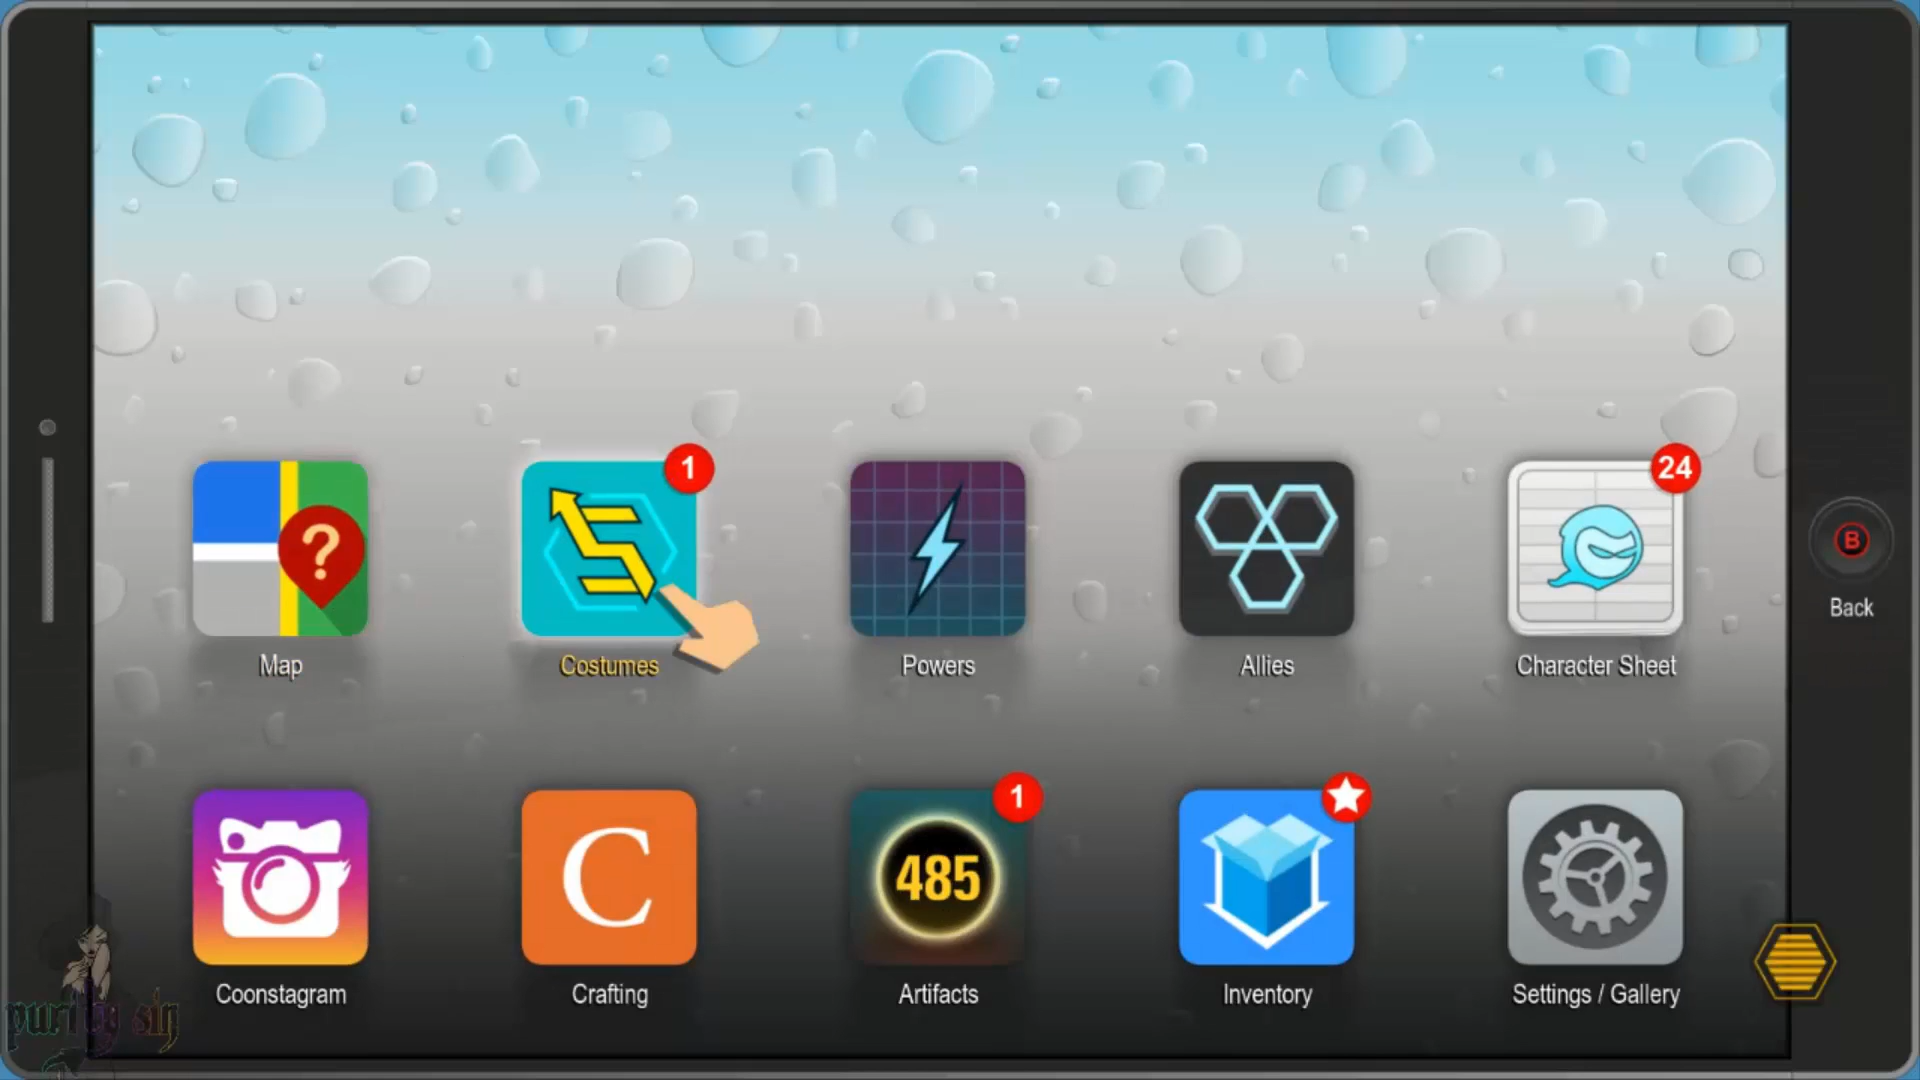 1
24
?
B
Back
Map
Costumes
Powers
Allies
Character Sheet
1
C
485
Coonstagram
Crafting
Artifacts
Inventory
Settings / Gallery